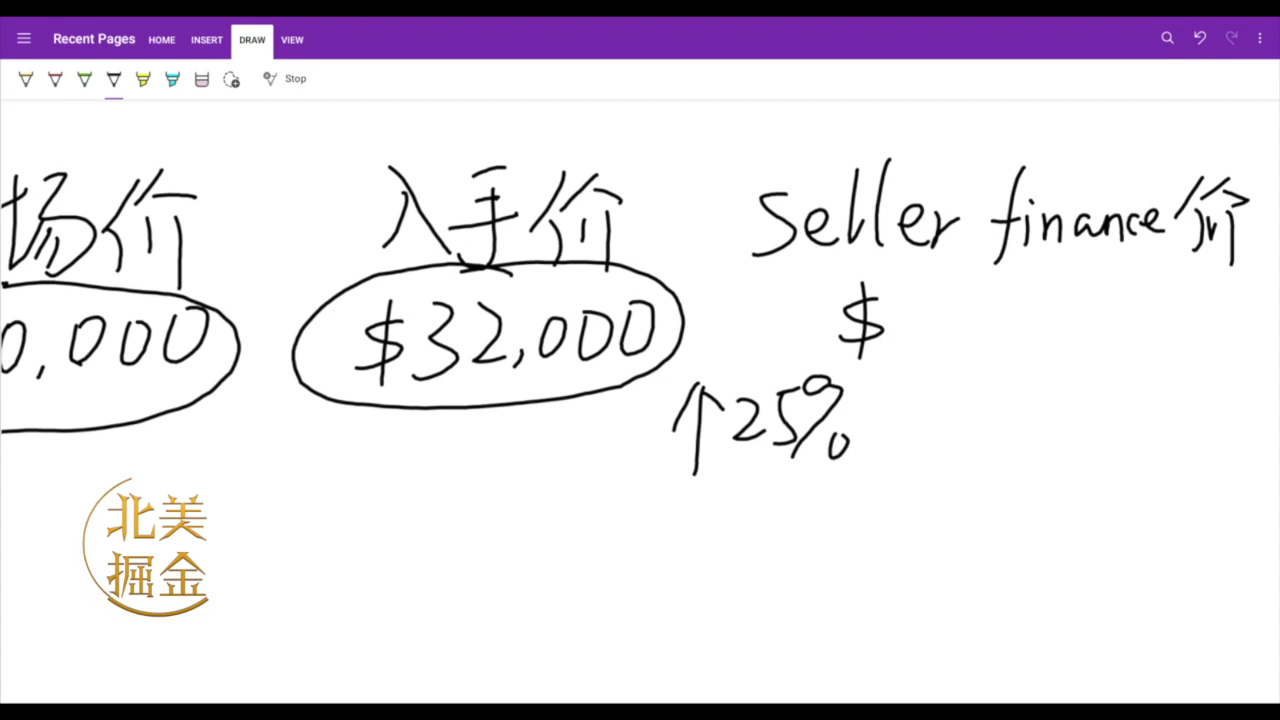 Recent Pages HOME INSERT DRAW VIEW
Stop
场价 入手价 Seller finance价
0,000 $32,000 $
↑25%
北美
掘金